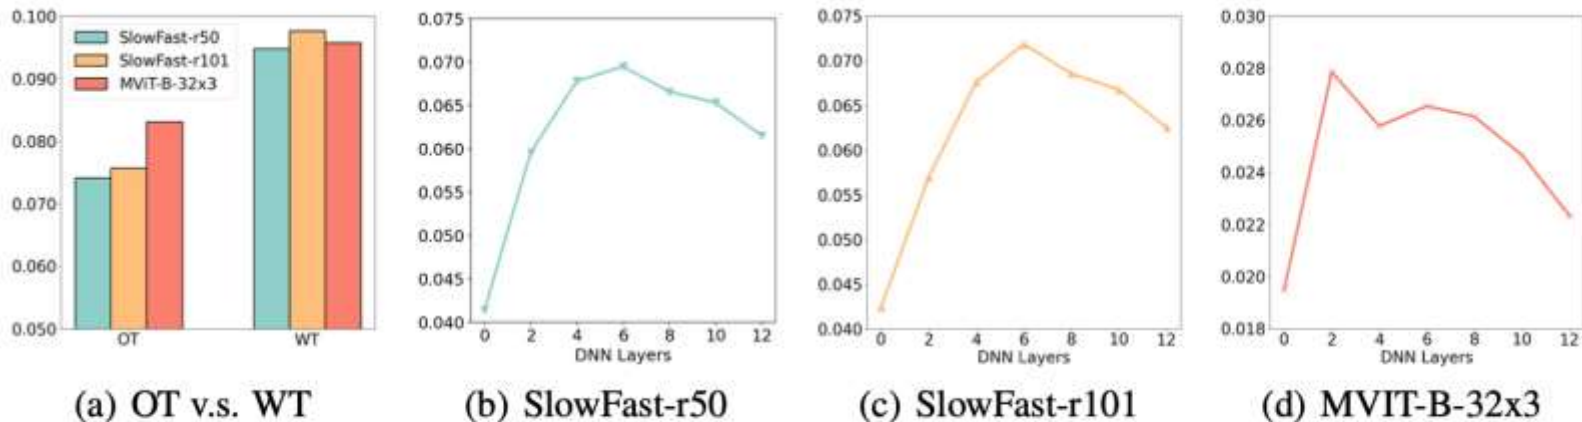 0.100
0.090
0.080
0.070
0.060
0.050
SlowFast-r50
SlowFast-r101
MViT-B-32x3
OT WT
0.075
0.070
0.065
0.060
0.055
0.050
0.045
0.040
0 2 4 6 8 10 12
DNN Layers
0.075
0.070
0.065
0.060
0.055
0.050
0.045
0.040
0 2 4 6 8 10 12
DNN Layers
0.030
0.028
0.026
0.024
0.022
0.020
0.018
0 2 4 6 8 10 12
DNN Layers
(a) OT v.s. WT
(b) SlowFast-r50
(c) SlowFast-r101
(d) MVIT-B-32x3